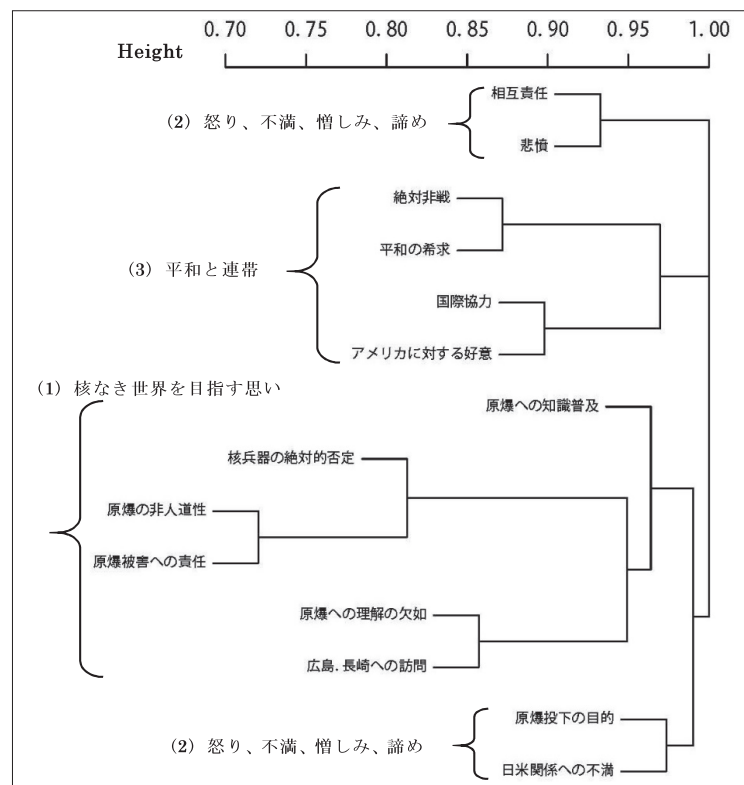 Height
0.70 0.75 0.80 0.85 0.90 0.95 1.00
相互責任
(2) 怒り、不満、憎しみ、諦め
悲憤
絶対非戦
平和の希求
(3) 平和と連帯
国際協力
アメリカに対する好意
(1) 核なき世界を目指す思い
原爆への知識普及
核兵器の絶対的否定
原爆の非人道性
原爆被害への責任
原爆への理解の欠如
広島.長崎への訪問
原爆投下の目的
(2) 怒り、不満、憎しみ、諦め
日米関係への不満